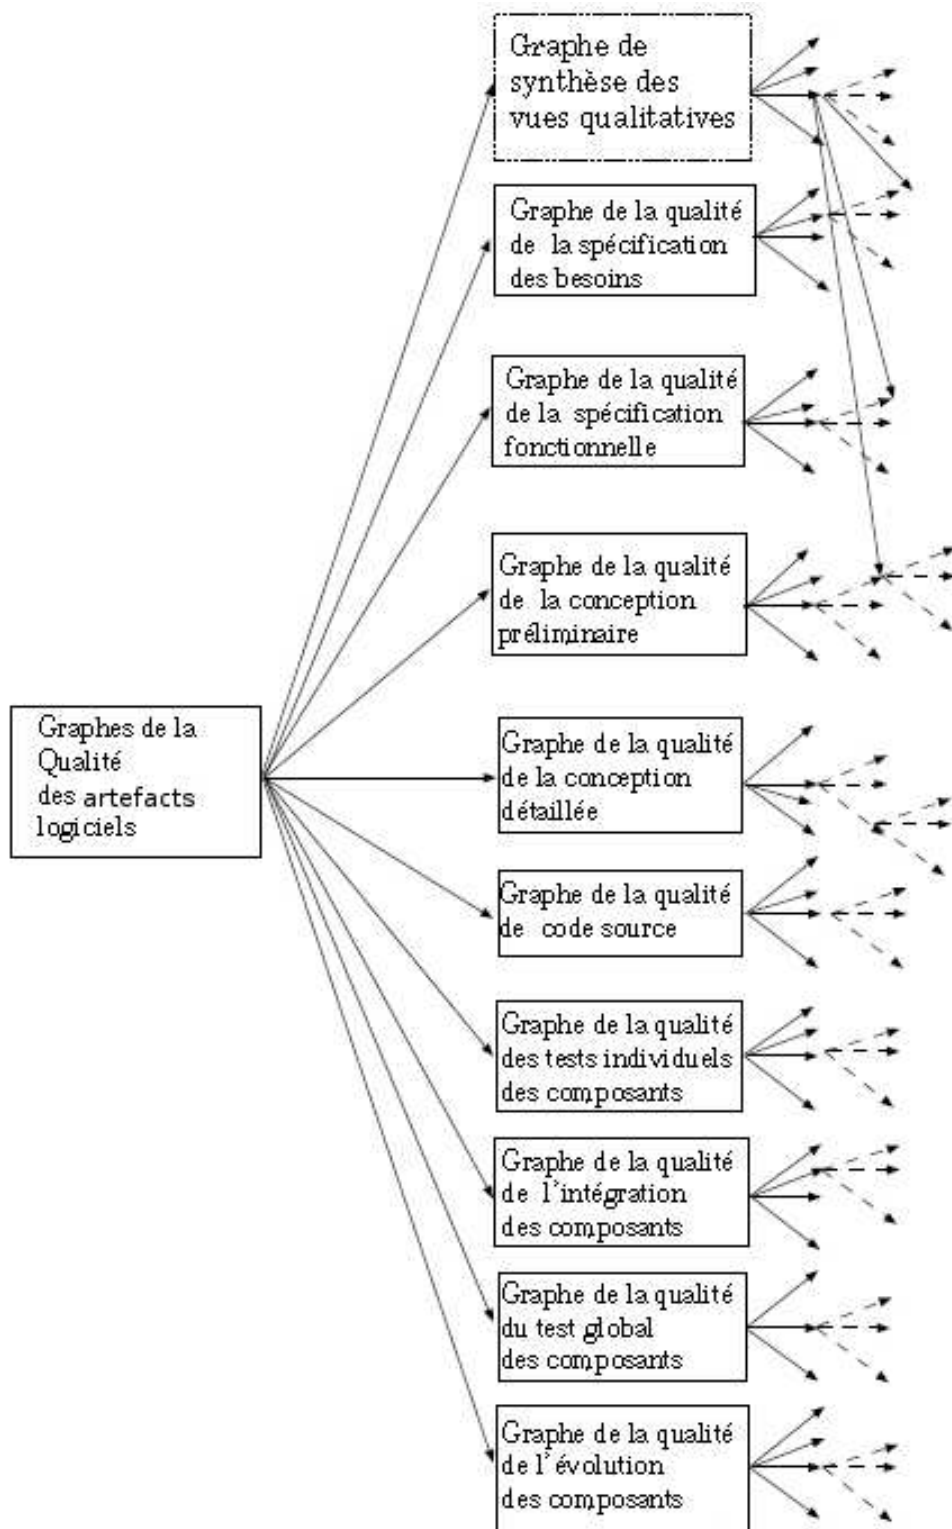 Graphe de
synthèse des
vues qualitatives
Graphe de la qualité
de la spécification
des besoins
Graphe de la qualité
de la spécification
fonctionnelle
Graphe de la qualité
de la conception
préliminaire
Graphes de la
Qualité
des artefacts
logiciels
Graphe de la qualité
de la conception
détaillée
Graphe de la qualité
de code source
Graphe de la qualité
des tests individuels
des composants
Graphe de la qualité
de l'intégration
des composants
Graphe de la qualité
du test global
des composants
Graphe de la qualité
de l'évolution
des composants